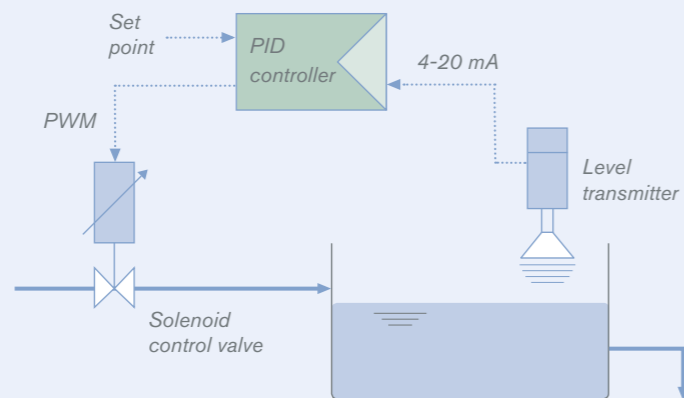 Set
point
PID
controller
4-20 mA
PWM
Level
transmitter
Solenoid
control valve